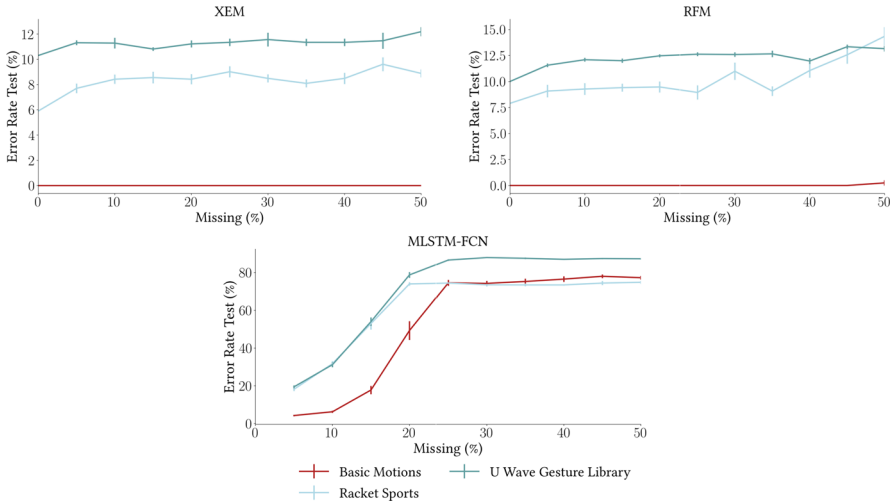 XEM
Error Rate Test (%)
12
10
8
6
4
2
0
0 10 20 30 40 50
Missing (%)
RFM
Error Rate Test (%)
15.0
12.5
10.0
7.5
5.0
2.5
0.0
0 10 20 30 40 50
Missing (%)
MLSTM-FCN
Error Rate Test (%)
80
60
40
20
0
0 10 20 30 40 50
Missing (%)
Basic Motions
Racket Sports
U Wave Gesture Library